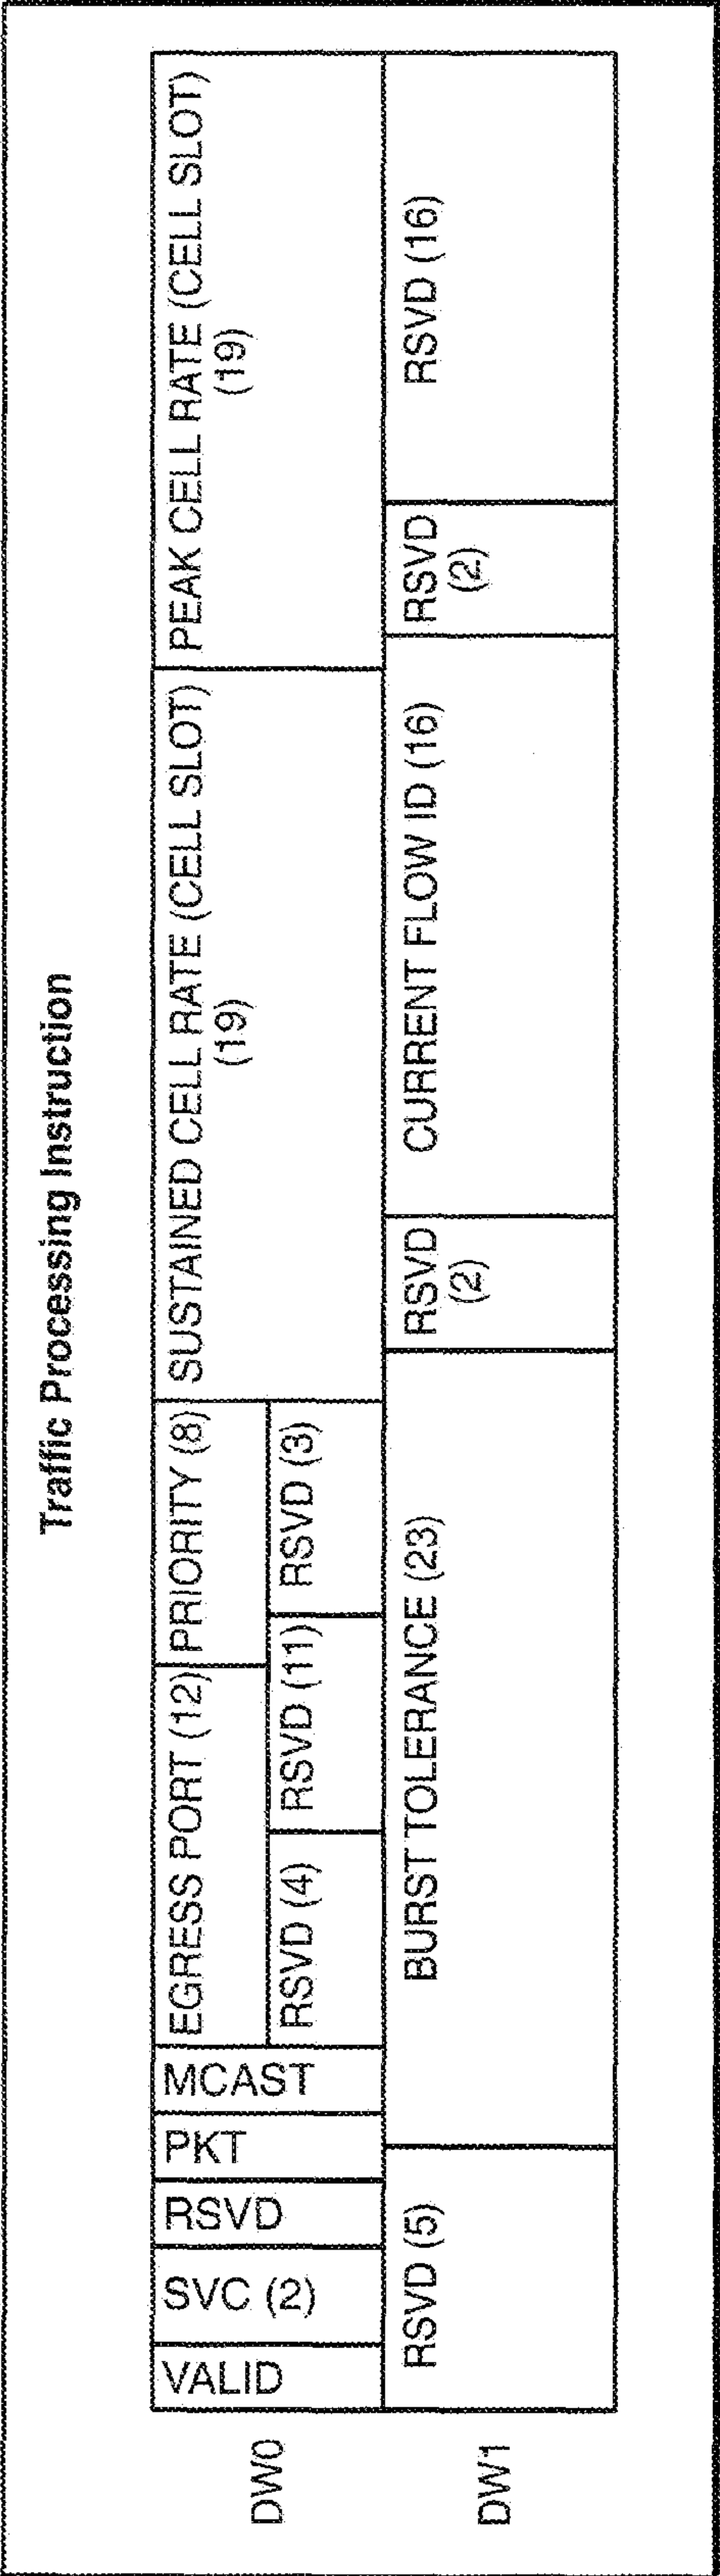 Traffic Processing Instruction
DW0
VALID
SVC (2)
RSVD
PKT
MCAST
EGRESS PORT (12)
PRIORITY (8)
RSVD (4)
RSVD (11)
RSVD (3)
SUSTAINED CELL RATE (CELL SLOT)
(19)
PEAK CELL RATE (CELL SLOT)
(19)
DW1
RSVD (5)
BURST TOLERANCE (23)
RSVD
(2)
CURRENT FLOW ID (16)
RSVD
(2)
RSVD (16)